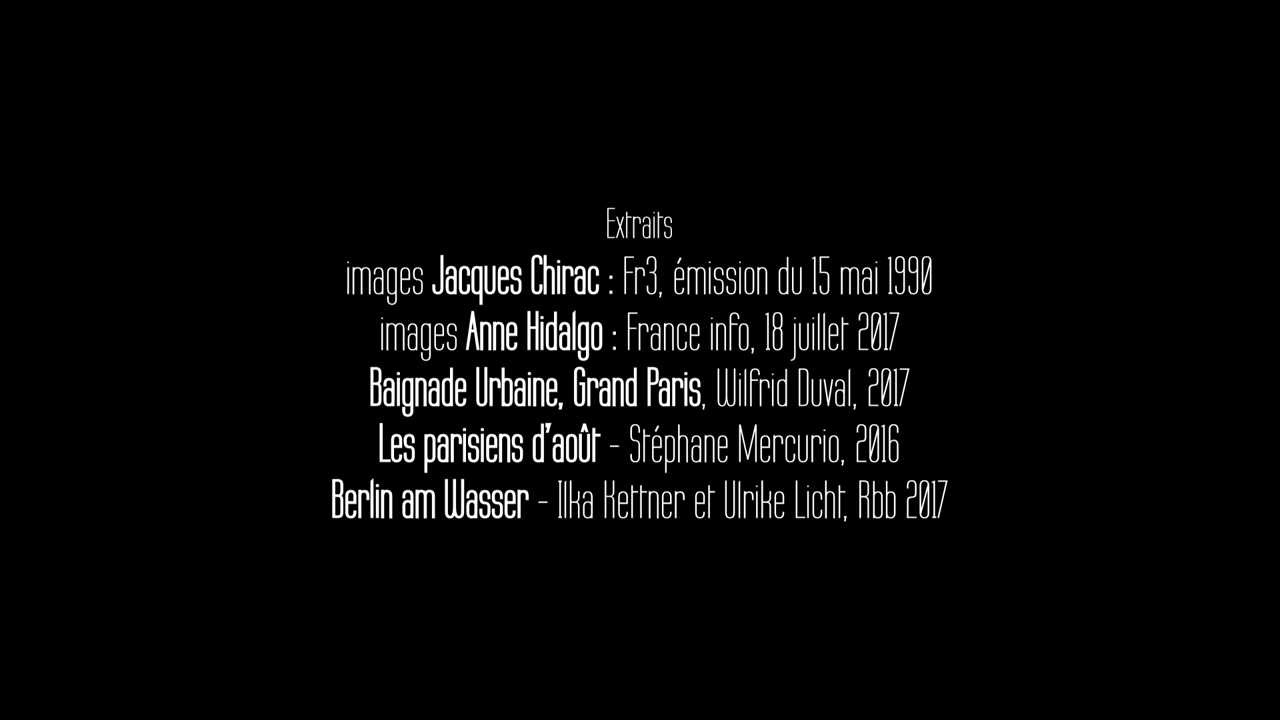 Extraits
images Jacques Chirac : Fr3, émission du 15 mai 1990
images Anne Hidalgo : France info, 18 juillet 2017
Baignade Urbaine, Grand Paris, Wilfrid Duval, 2017
Les parisiens d'août - Stéphane Mercurio, 2016
Berlin am Wasser - Ilka Kettner et Ulrike Licht, Rbb 2017